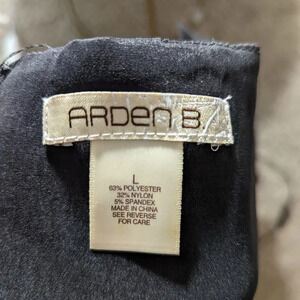 ARDEN B
L
63% POLYESTER
32% NYLON
5% SPANDEX
MADE IN CHINA
SEE REVERSE
FOR CARE